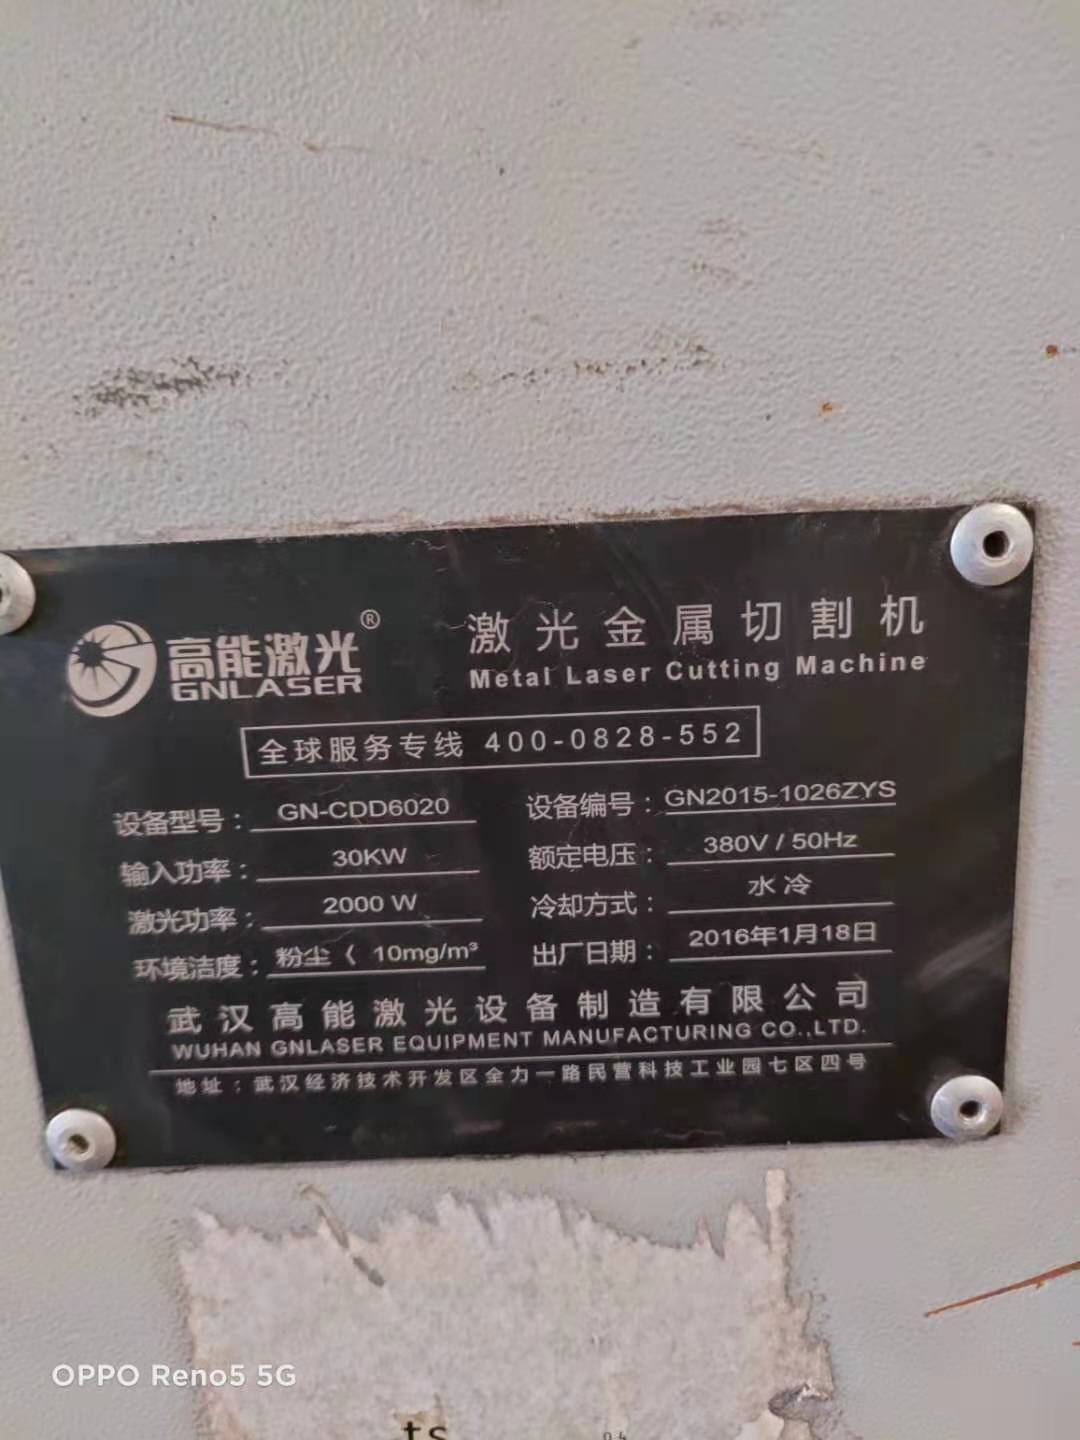 高能激光®
GNLASER
激光金属切割机
Metal Laser Cutting Machine
全球服务专线 400-0828-552
设备型号： GN-CDD6020 设备编号： GN2015-1026ZYS
输入功率： 30KW 额定电压： 380V / 50Hz
激光功率： 2000 W 冷却方式： 水冷
环境洁度： 粉尘〈 10mg/m³ 出厂日期： 2016年1月18日
武汉高能激光设备制造有限公司
WUHAN GNLASER EQUIPMENT MANUFACTURING CO.,LTD.
地址：武汉经济技术开发区全力一路民营科技工业园七区四号
OPPO Reno5 5G
ts